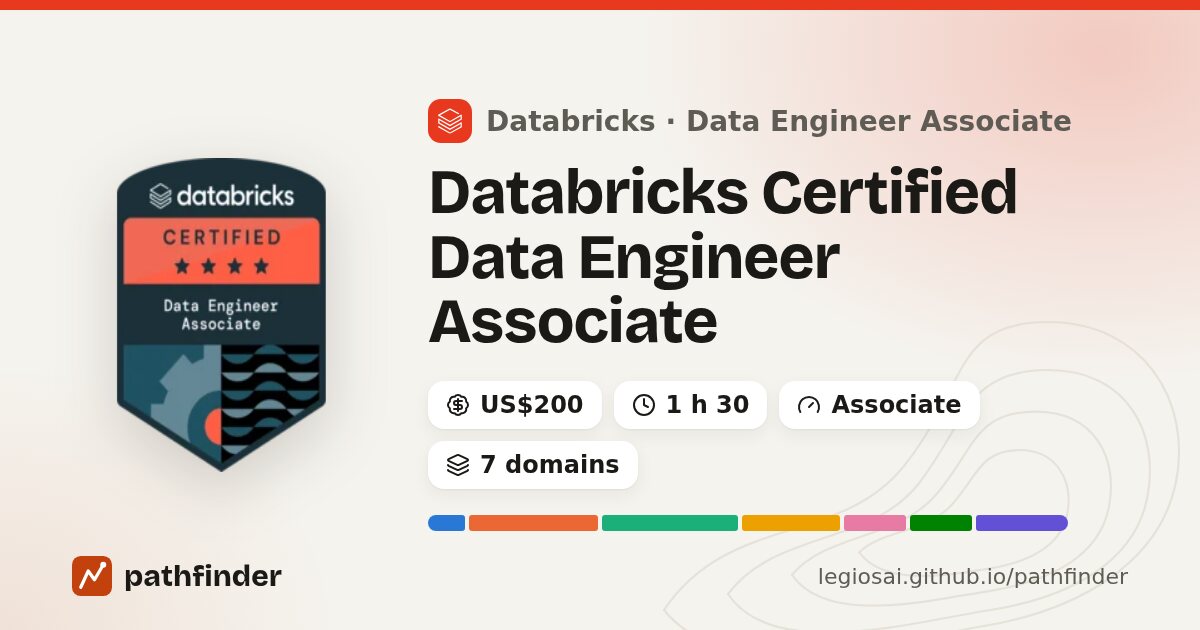 Databricks · Data Engineer Associate
Databricks Certified
Data Engineer
Associate
databricks
CERTIFIED
Data Engineer
Associate
US$200
1 h 30
Associate
7 domains
pathfinder
legiosai.github.io/pathfinder